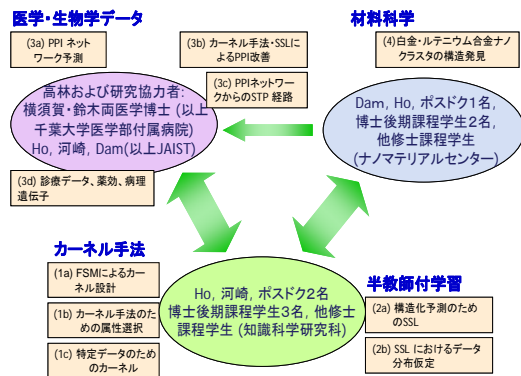 医学・生物学データ
(3a) PPI ネット
ワーク予測
(3b) カーネル手法・SSLに
よるPPI改善
(3c) PPIネットワーク
からのSTP 経路
高林および研究協力者:
横須賀・鈴木両医学博士 (以上
千葉大学医学部付属病院)
Ho, 河崎, Dam(以上JAIST)
(3d) 診療データ、薬効、病理
遺伝子
材料科学
(4)白金・ルテニウム合金ナノ
クラスタの構造発見
Dam, Ho, ポスドク1名,
博士後期課程学生2名,
他修士課程学生
(ナノマテリアルセンター)
カーネル手法
(1a) FSMによるカー
ネル設計
(1b) カーネル手法のた
めの属性選択
(1c) 特定データのため
のカーネル
Ho, 河崎, ポスドク2名
博士後期課程学生3名, 他修士
課程学生 (知識科学研究科)
半教師付学習
(2a) 構造化予測のため
のSSL
(2b) SSL におけるデータ
分布仮定